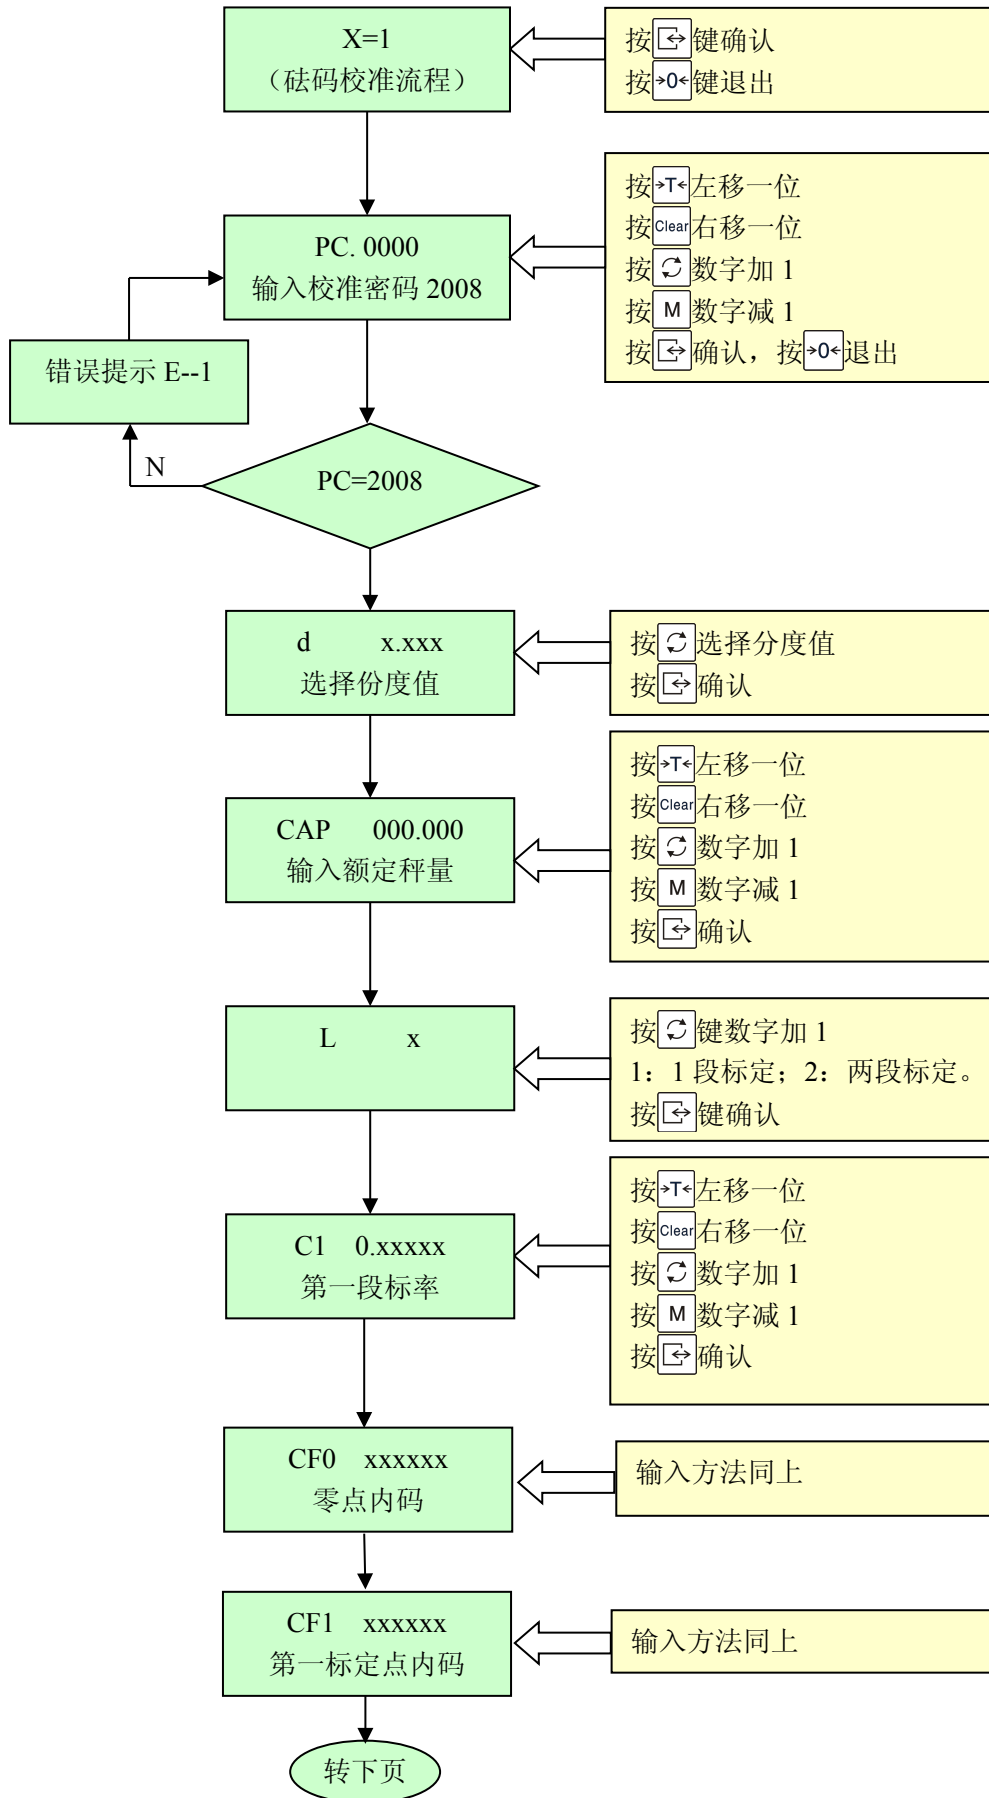 X=1
（砝码校准流程）
按键确认
按→0←键退出
PC. 0000
输入校准密码 2008
按→T←左移一位
按Clear右移一位
按数字加 1
按M数字减 1
按确认，按→0←退出
错误提示 E--1
N
PC=2008
d x.xxx
选择份度值
按选择分度值
按确认
CAP 000.000
输入额定秤量
按→T←左移一位
按Clear右移一位
按数字加 1
按M数字减 1
按确认
L x
按键数字加 1
1：1 段标定；2：两段标定。
按键确认
C1 0.xxxxx
第一段标率
按→T←左移一位
按Clear右移一位
按数字加 1
按M数字减 1
按确认
CF0 xxxxxx
零点内码
输入方法同上
CF1 xxxxxx
第一标定点内码
输入方法同上
转下页